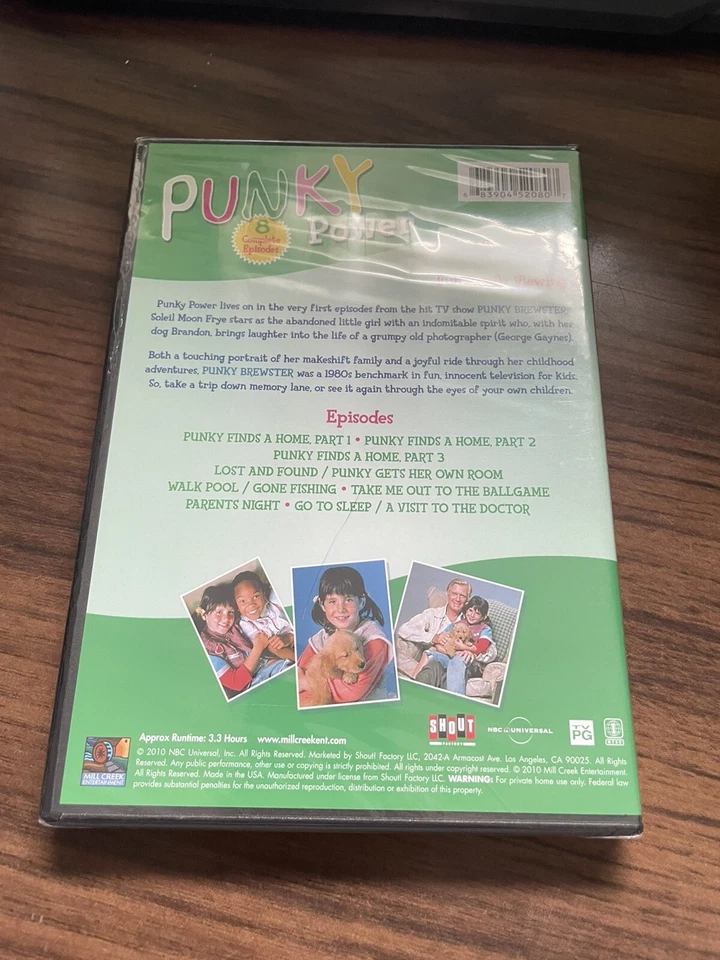 PUNKY
Power
8
Complete
Episodes
6 83904 52080 7
Viewing
Punky Power lives on in the very first episodes from the hit TV show PUNKY BREWSTER.
Soleil Moon Frye stars as the abandoned little girl with an indomitable spirit who, with her
dog Brandon, brings laughter into the life of a grumpy old photographer (George Gaynes).
Both a touching portrait of her makeshift family and a joyful ride through her childhood
adventures, PUNKY BREWSTER was a 1980s benchmark in fun, innocent television for kids.
So, take a trip down memory lane, or see it again through the eyes of your own children.
Episodes
PUNKY FINDS A HOME, PART 1 • PUNKY FINDS A HOME, PART 2
PUNKY FINDS A HOME, PART 3
LOST AND FOUND / PUNKY GETS HER OWN ROOM
WALK POOL / GONE FISHING • TAKE ME OUT TO THE BALLGAME
PARENTS NIGHT • GO TO SLEEP / A VISIT TO THE DOCTOR
SHOUT
FACTORY
NBC UNIVERSAL
TV
PG
MILL CREEK
ENTERTAINMENT
Approx Runtime: 3.3 Hours www.millcreekent.com
© 2010 NBC Universal, Inc. All Rights Reserved. Marketed by Shout! Factory LLC, 2042-A Armacost Ave. Los Angeles, CA 90025. All Rights
Reserved. Any public performance, other use or copying is strictly prohibited. All rights under copyright reserved. © 2010 Mill Creek Entertainment.
All Rights Reserved. Made in the USA. Manufactured under license from Shout! Factory LLC. WARNING: For private home use only. Federal law
provides substantial penalties for the unauthorized reproduction, distribution or exhibition of this property.